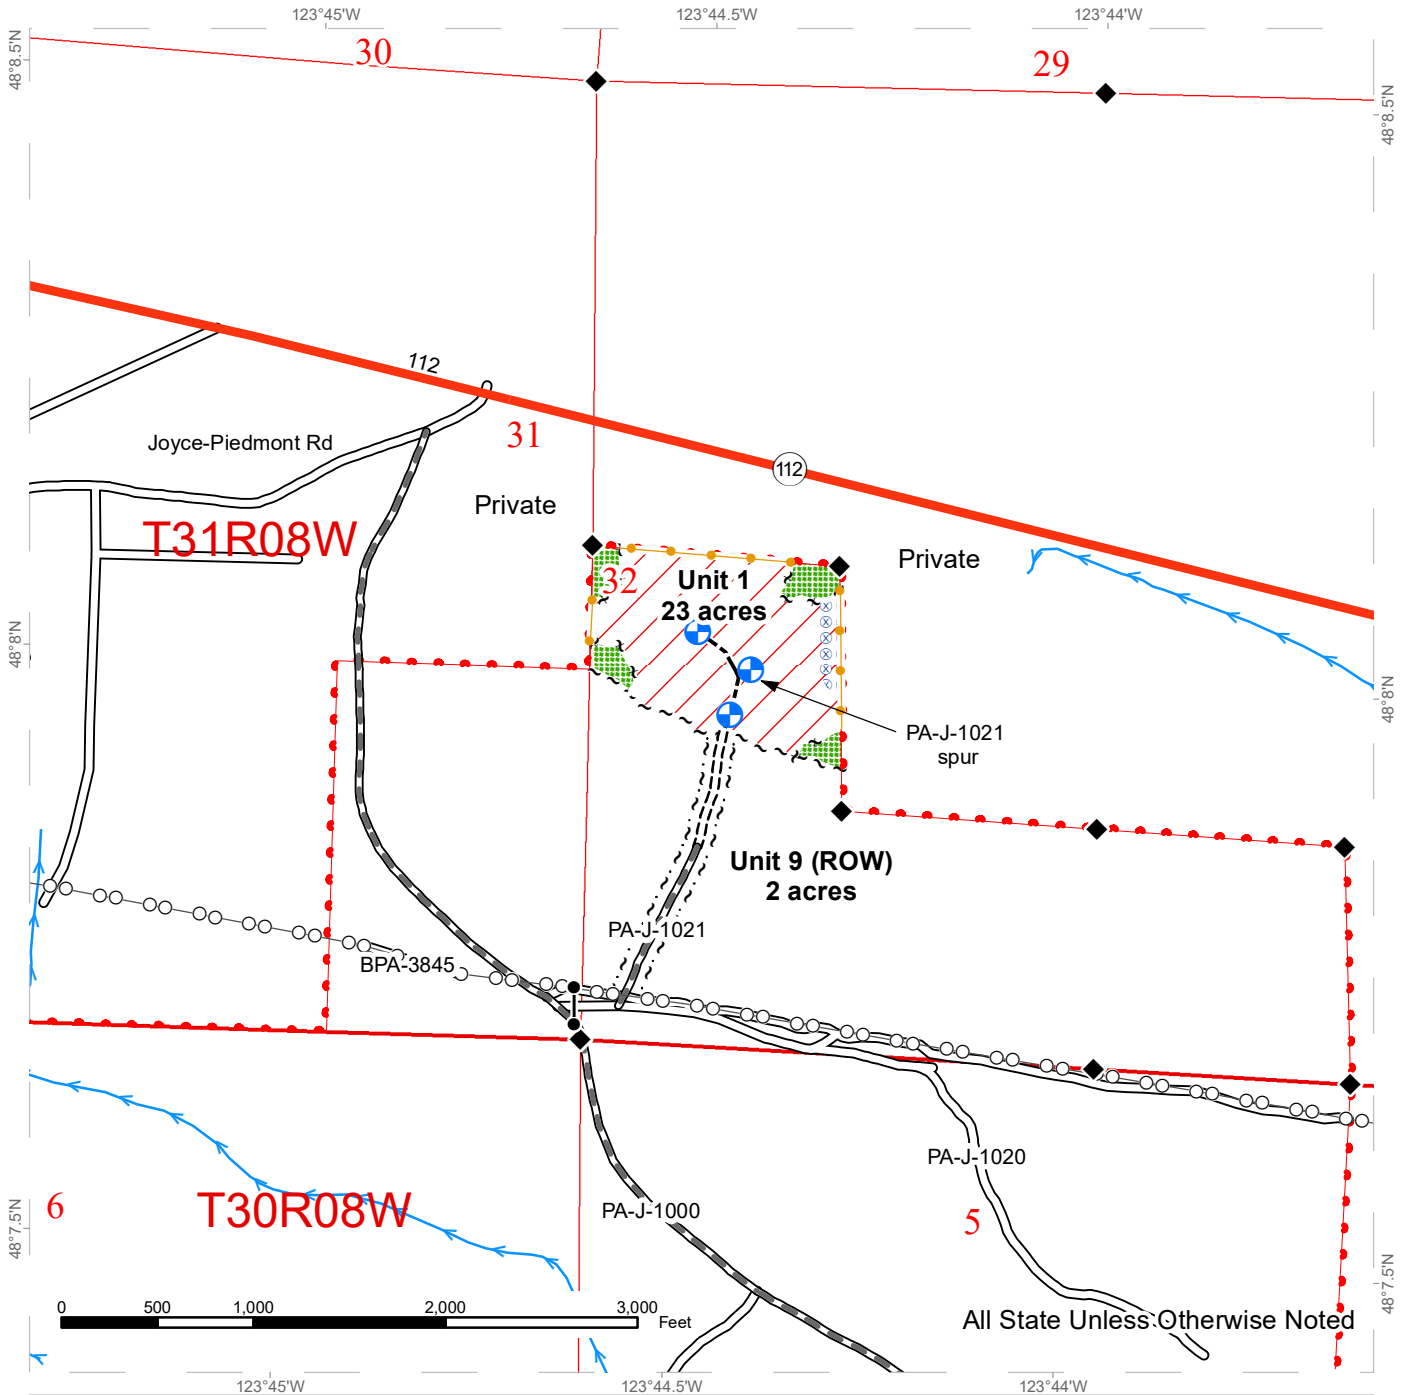 123°45'W
123°44.5'W
123°44'W
48°8.5'N
30
29
48°8.5'N
112
31
Joyce-Piedmont Rd
112
Private
T31R08W
Private
32
Unit 1
23 acres
48°8'N
48°8'N
PA-J-1021
spur
Unit 9 (ROW)
2 acres
PA-J-1021
BPA-3845
PA-J-1020
6
T30R08W
PA-J-1000
5
48°7.5'N
48°7.5'N
0 500 1,000 2,000 3,000
Feet
All State Unless Otherwise Noted
123°45'W
123°44.5'W
123°44'W